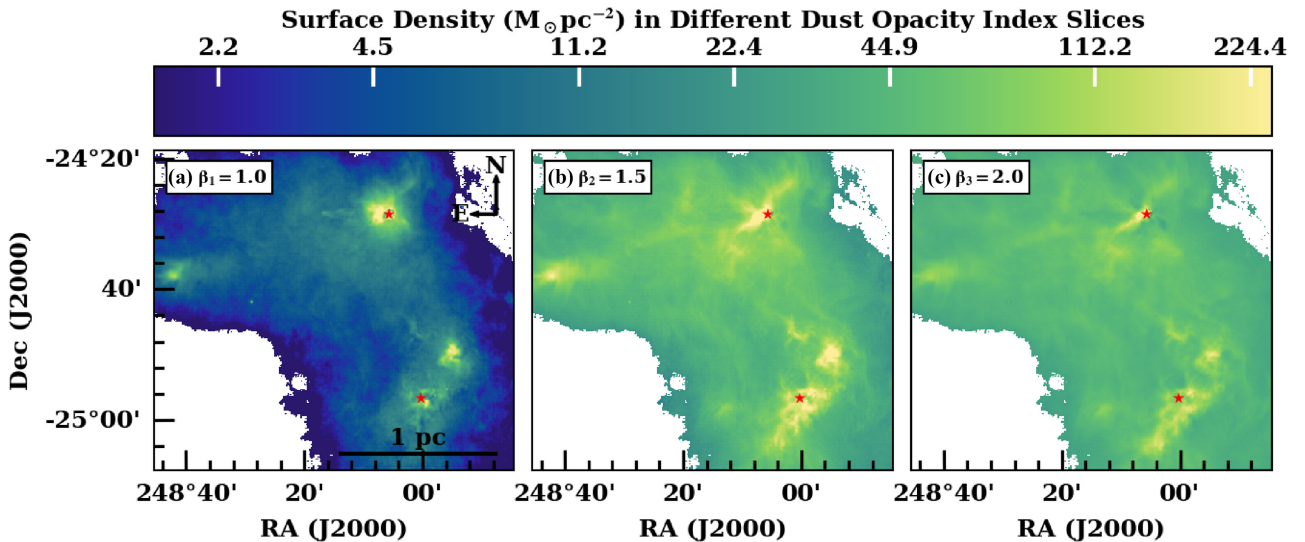 Surface Density (M⊙pc⁻²) in Different Dust Opacity Index Slices
2.2 4.5 11.2 22.4 44.9 112.2 224.4
-24°20'
40'
-25°00'
Dec (J2000)
(a) β₁ = 1.0
N
E
1 pc
(b) β₂ = 1.5
(c) β₃ = 2.0
248°40' 20' 00' 248°40' 20' 00' 248°40' 20' 00'
RA (J2000) RA (J2000) RA (J2000)